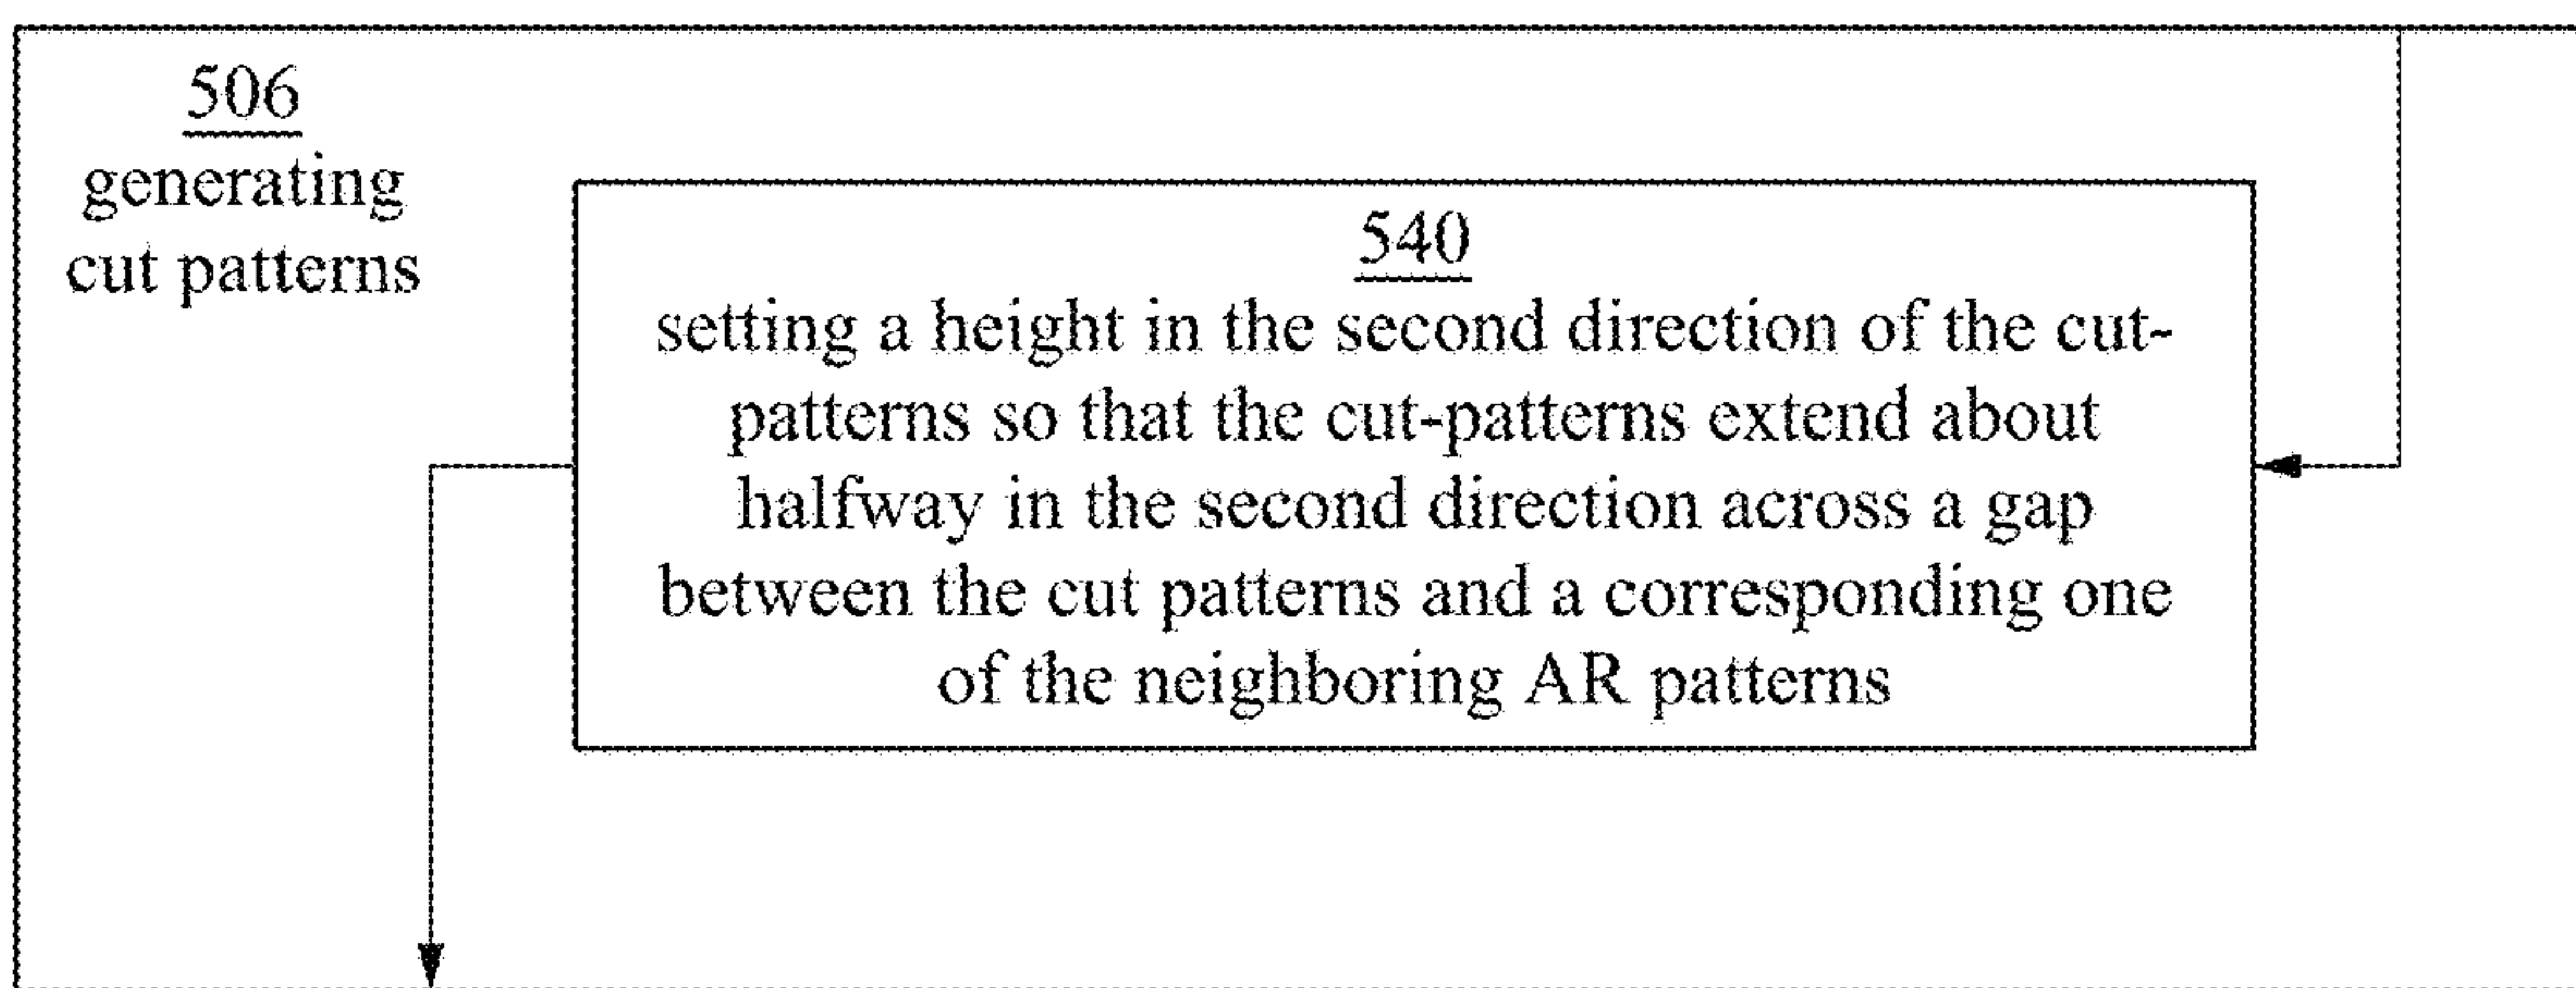 506
generating
cut patterns
540
setting a height in the second direction of the cut-
patterns so that the cut-patterns extend about
halfway in the second direction across a gap
between the cut patterns and a corresponding one
of the neighboring AR patterns